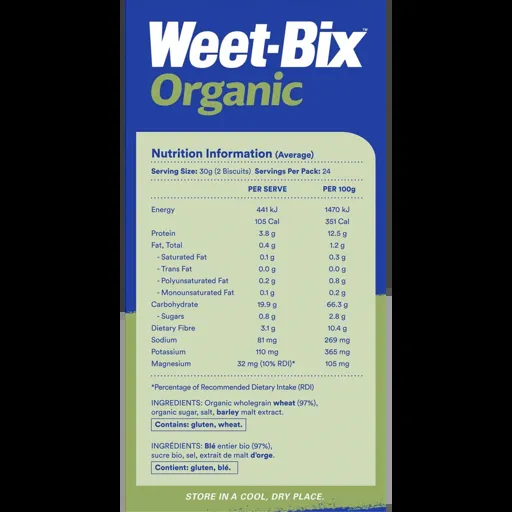 Weet-Bix™
Organic
Nutrition Information (Average)
Serving Size: 30g (2 Biscuits) Servings Per Pack: 24
PER SERVE PER 100g
Energy 441 kJ 1470 kJ
105 Cal 351 Cal
Protein 3.8 g 12.5 g
Fat, Total 0.4 g 1.2 g
- Saturated Fat 0.1 g 0.3 g
- Trans Fat 0.0 g 0.0 g
- Polyunsaturated Fat 0.2 g 0.8 g
- Monounsaturated Fat 0.1 g 0.2 g
Carbohydrate 19.9 g 66.3 g
- Sugars 0.8 g 2.8 g
Dietary Fibre 3.1 g 10.4 g
Sodium 81 mg 269 mg
Potassium 110 mg 365 mg
Magnesium 32 mg (10% RDI)* 105 mg
*Percentage of Recommended Dietary Intake (RDI)
INGREDIENTS: Organic wholegrain wheat (97%),
organic sugar, salt, barley malt extract.
Contains: gluten, wheat.
INGRÉDIENTS: Blé entier bio (97%),
sucre bio, sel, extrait de malt d'orge.
Contient: gluten, blé.
STORE IN A COOL, DRY PLACE.